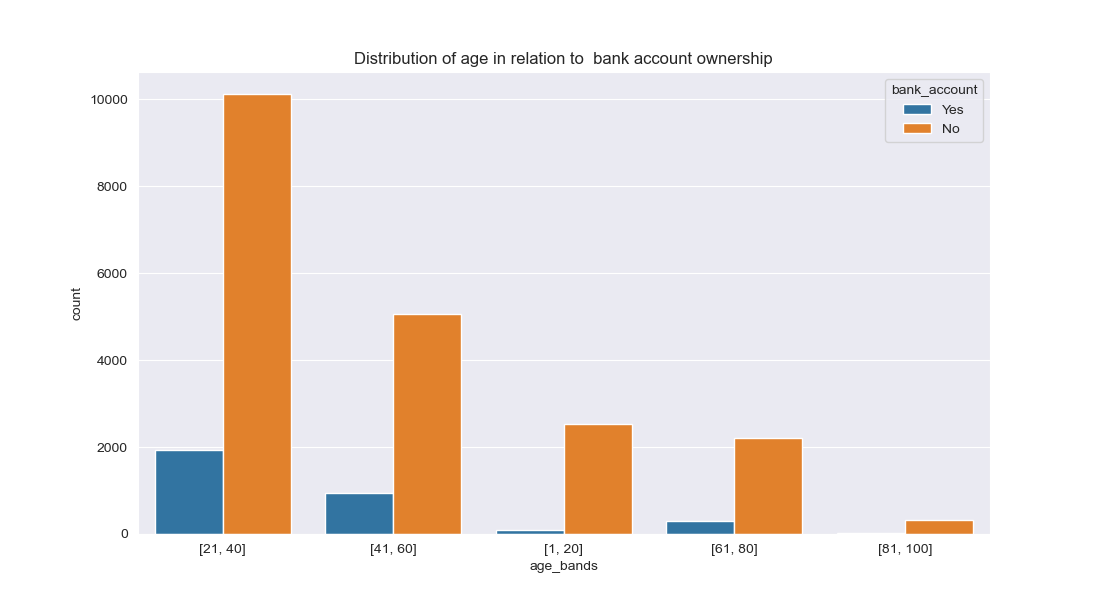 Distribution of age in relation to  bank account ownership
bank_account
Yes
No
10000
8000
6000
4000
2000
0
count
[21, 40]
[41, 60]
[1, 20]
[61, 80]
[81, 100]
age_bands